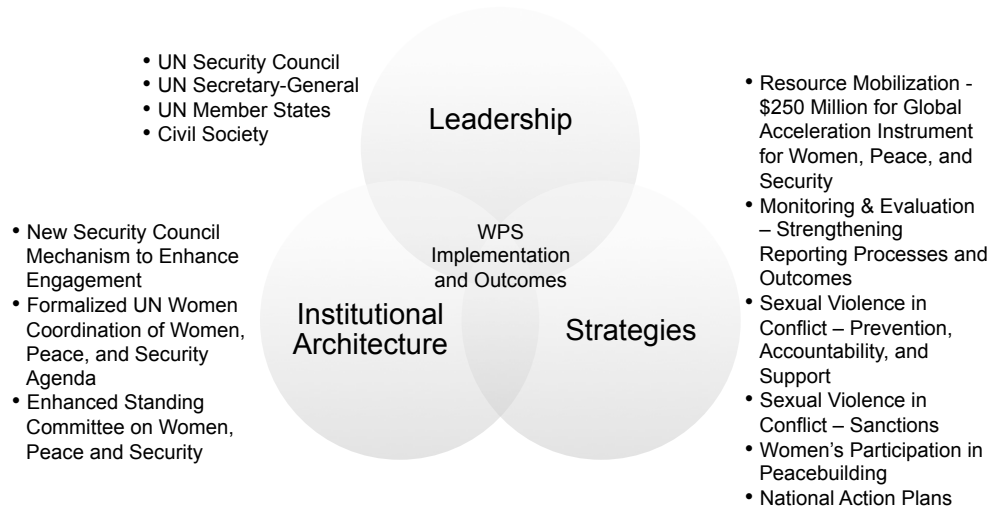 • UN Security Council
• UN Secretary-General
• UN Member States
• Civil Society
Leadership
• Resource Mobilization -
$250 Million for Global
Acceleration Instrument
for Women, Peace, and
Security
• Monitoring & Evaluation
– Strengthening
Reporting Processes and
Outcomes
• Sexual Violence in
Conflict – Prevention,
Accountability, and
Support
• Sexual Violence in
Conflict – Sanctions
• Women’s Participation in
Peacebuilding
• National Action Plans
WPS
Implementation
and Outcomes
• New Security Council
Mechanism to Enhance
Engagement
• Formalized UN Women
Coordination of Women,
Peace, and Security
Agenda
• Enhanced Standing
Committee on Women,
Peace and Security
Institutional
Architecture
Strategies